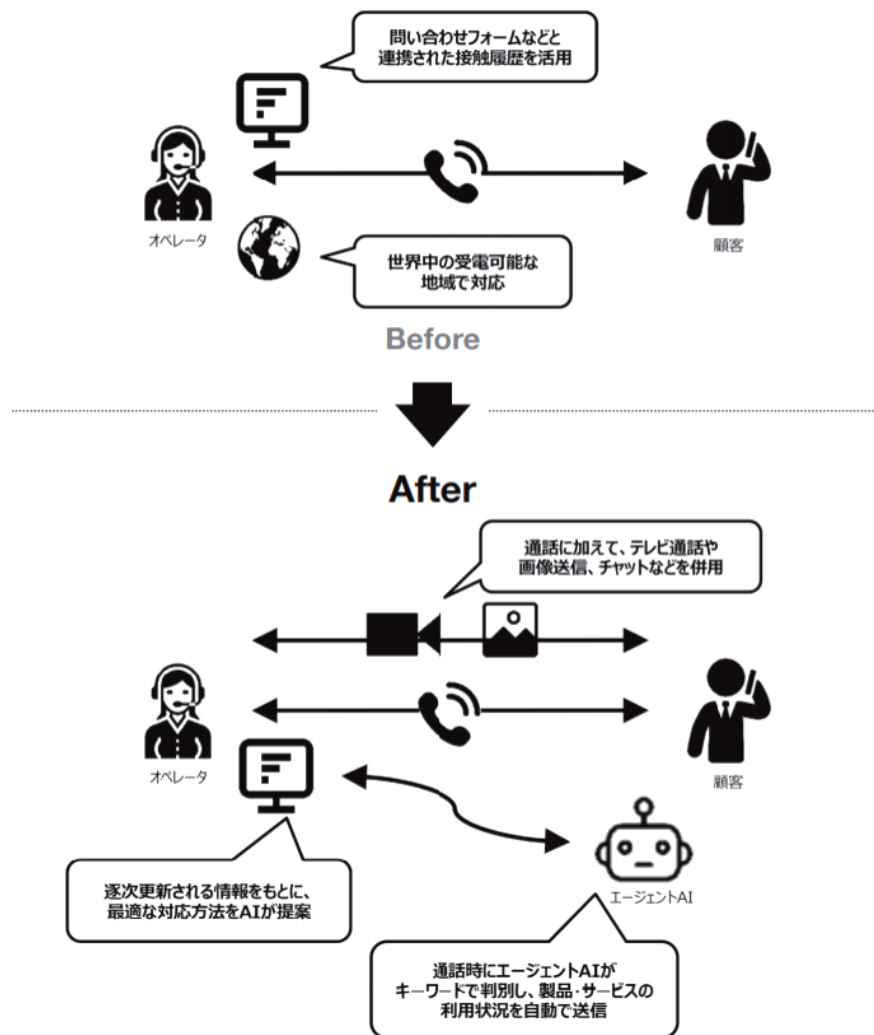 問い合わせフォームなどと
連携された接触履歴を活用
オペレータ
顧客
世界中の受電可能な
地域で対応
Before
After
通話に加えて、テレビ通話や
画像送信、チャットなどを併用
オペレータ
顧客
エージェントAI
逐次更新される情報をもとに、
最適な対応方法をAIが提案
通話時にエージェントAIが
キーワードで判別し、製品・サービスの
利用状況を自動で送信